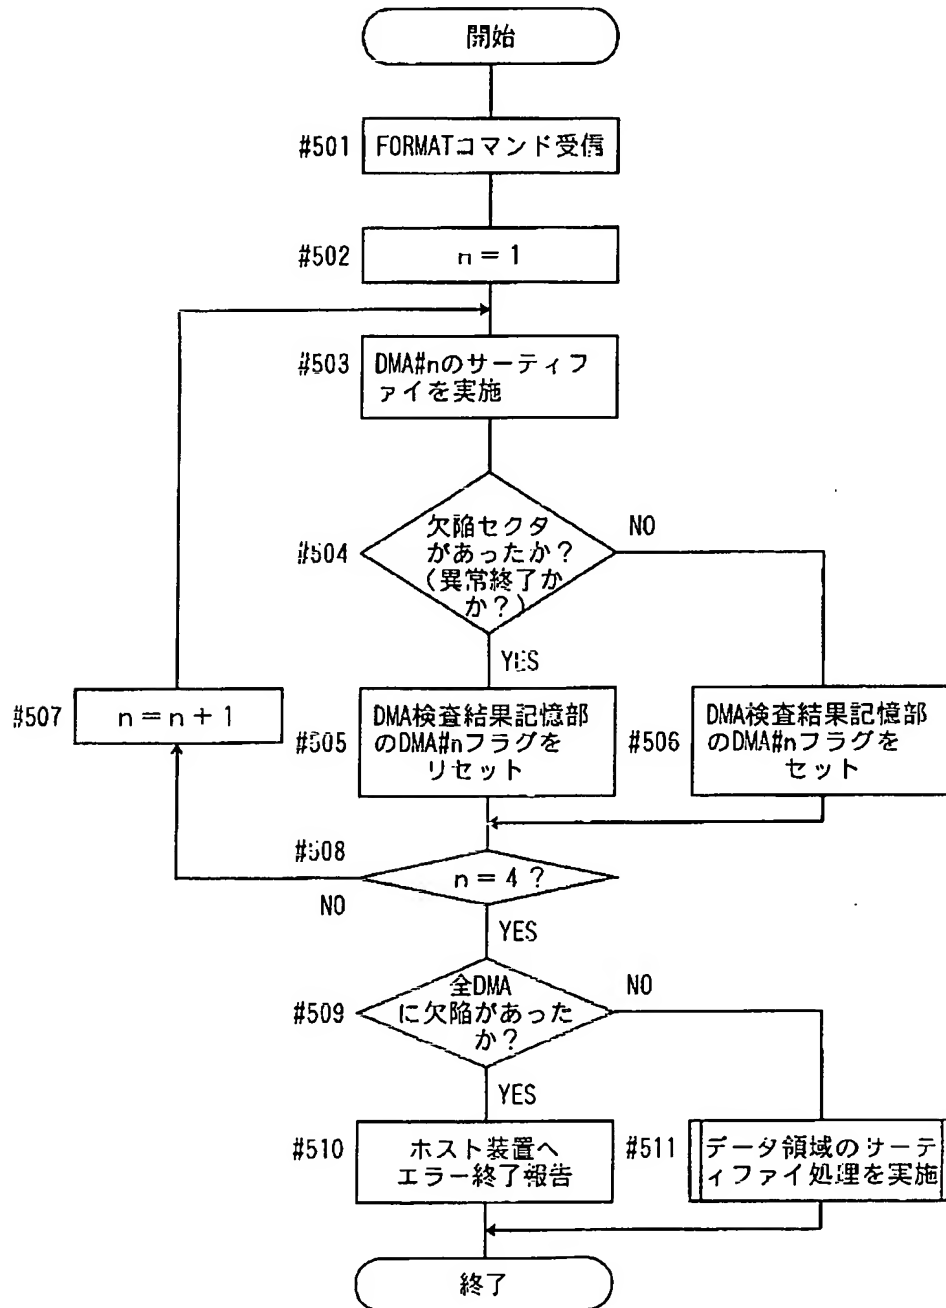 開始
#501
FORMATコマンド受信
#502
n = 1
#503
DMA#nのサーティフ
ァイを実施
#504
欠陥セクタ
があったか?
(異常終了か
か?)
NO
YES
#507
n = n + 1
#505
DMA検査結果記憶部
のDMA#nフラグを
リセット
#506
DMA検査結果記憶部
のDMA#nフラグを
セット
#508
n = 4 ?
NO
YES
#509
全DMA
に欠陥があった
か?
NO
YES
#510
ホスト装置へ
エラー終了報告
#511
データ領域のサーテ
ィファイ処理を実施
終了